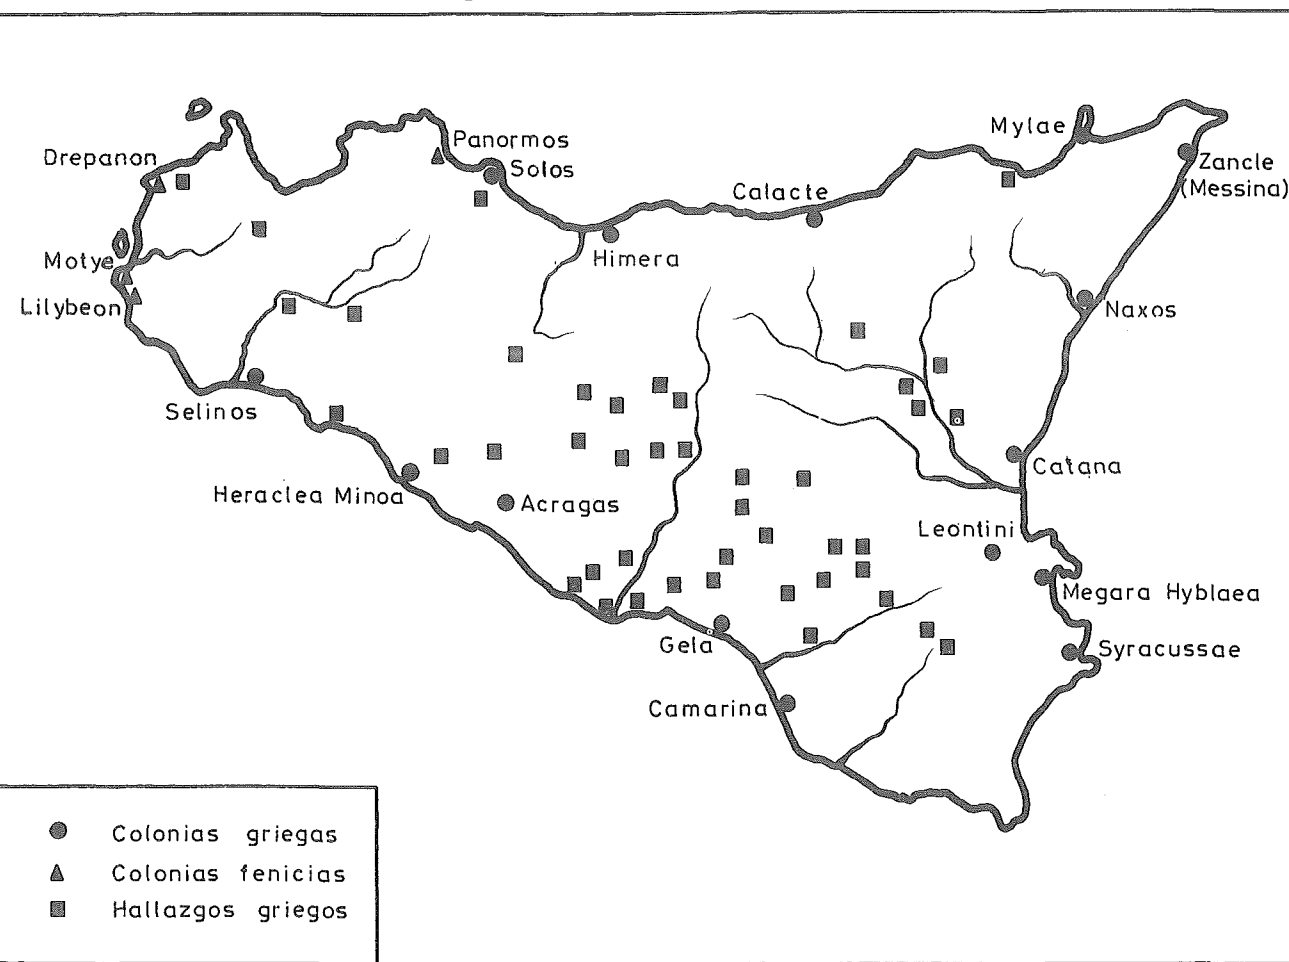 Mylae
Panormos
Drepanon
Solos
Zancle
(Messina)
Calacte
Motye
Himera
Lilybeon
Naxos
Selinos
Catana
Heraclea Minoa
Acragas
Leontini
Megara Hyblaea
Gela
Syracussae
Camarina
Colonias griegas
Colonias fenicias
Hallazgos griegos